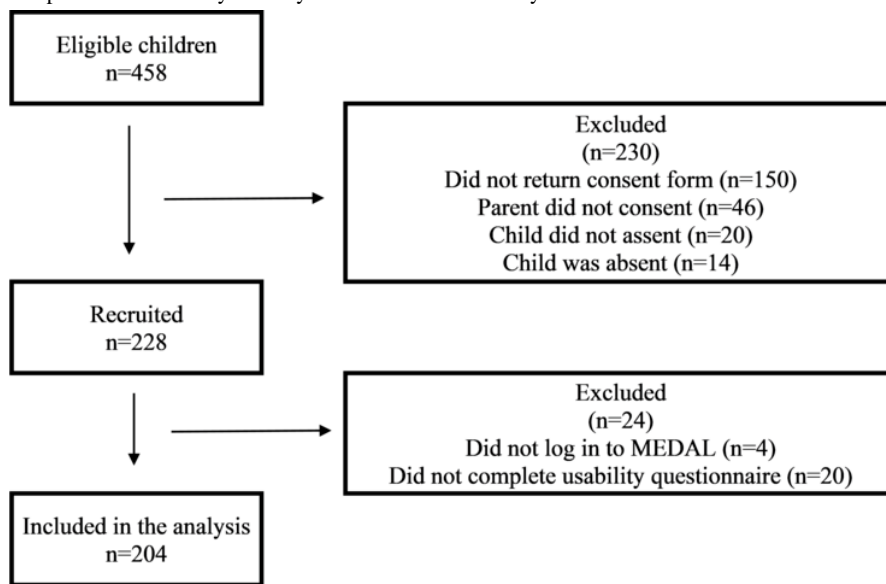 Eligible children
n=458
Excluded
(n=230)
Did not return consent form (n=150)
Parent did not consent (n=46)
Child did not assent (n=20)
Child was absent (n=14)
Recruited
n=228
Excluded
(n=24)
Did not log in to MEDAL (n=4)
Did not complete usability questionnaire (n=20)
Included in the analysis
n=204